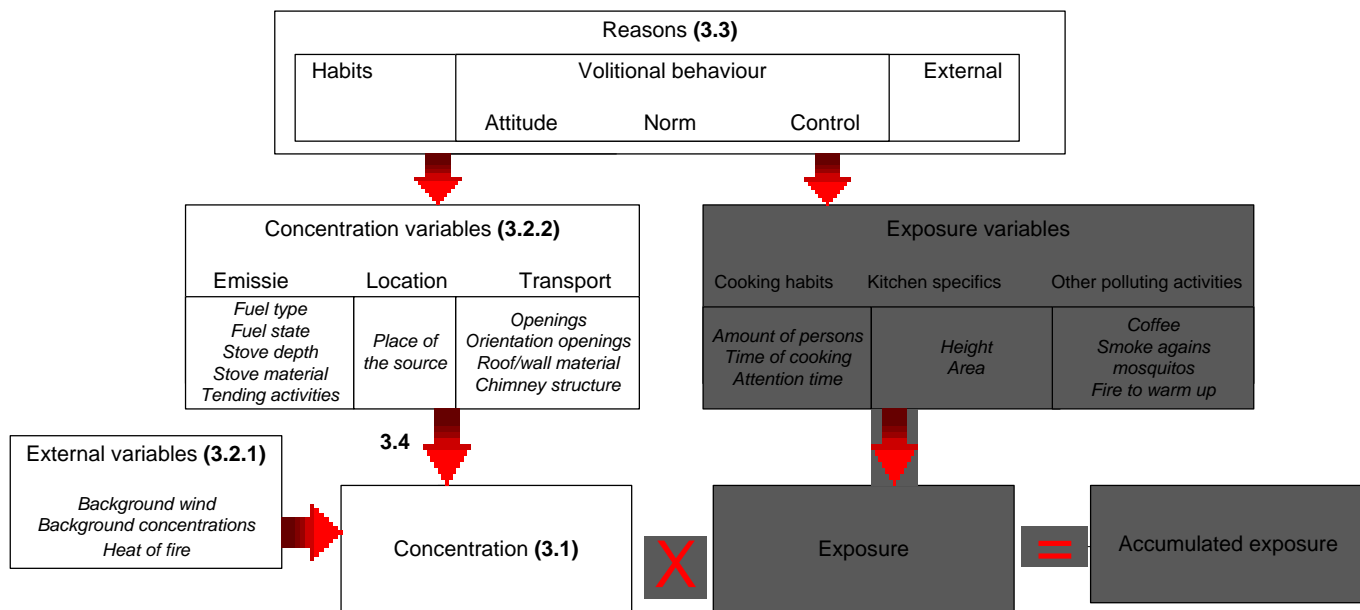 Reasons (3.3)
Habits
Volitional behaviour
External
Attitude
Norm
Control
Concentration variables (3.2.2)
Emissie
Location
Transport
Fuel type
Fuel state
Stove depth
Stove material
Tending activities
Place of
the source
Openings
Orientation openings
Roof/wall material
Chimney structure
Exposure variables
Cooking habits
Kitchen specifics
Other polluting activities
Amount of persons
Time of cooking
Attention time
Height
Area
Coffee
Smoke agains
mosquitos
Fire to warm up
3.4
External variables (3.2.1)
Background wind
Background concentrations
Heat of fire
Concentration (3.1)
X
Exposure
=
Accumulated exposure